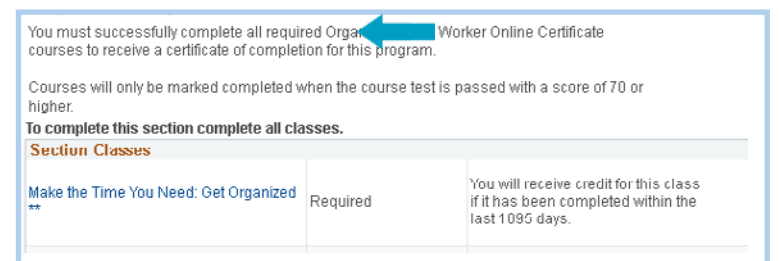 You must successfully complete all required Worker Online Certificate
courses to receive a certificate of completion for this program.
Courses will only be marked completed when the course test is passed with a score of 70 or
higher.
To complete this section complete all classes.
Section Classes
Make the Time You Need: Get Organized
**
Required
You will receive credit for this class
if it has been completed within the
last 1095 days.